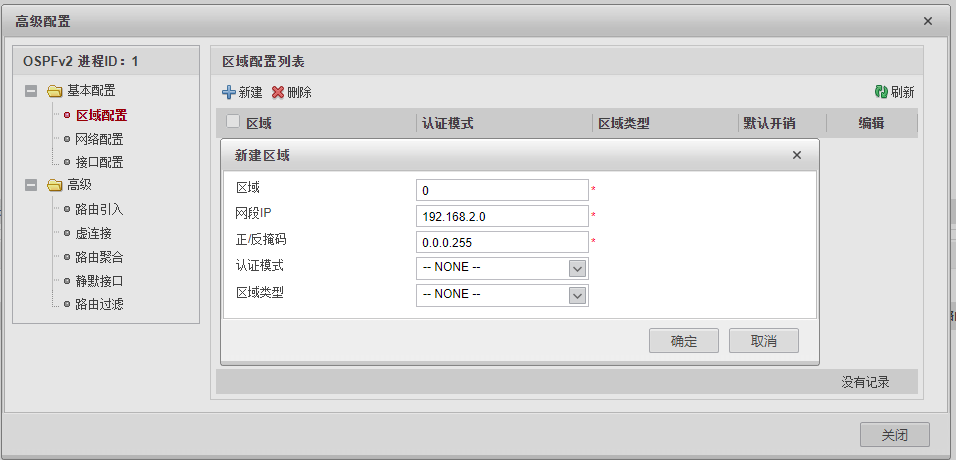 高级配置
OSPFv2 进程ID：1
基本配置
区域配置
网络配置
接口配置
高级
路由引入
虚连接
路由聚合
静默接口
路由过滤
区域配置列表
新建 删除 刷新
区域 认证模式 区域类型 默认开销 编辑
新建区域
区域 0 *
网段IP 192.168.2.0 *
正/反掩码 0.0.0.255 *
认证模式 -- NONE --
区域类型 -- NONE --
确定 取消
没有记录
关闭